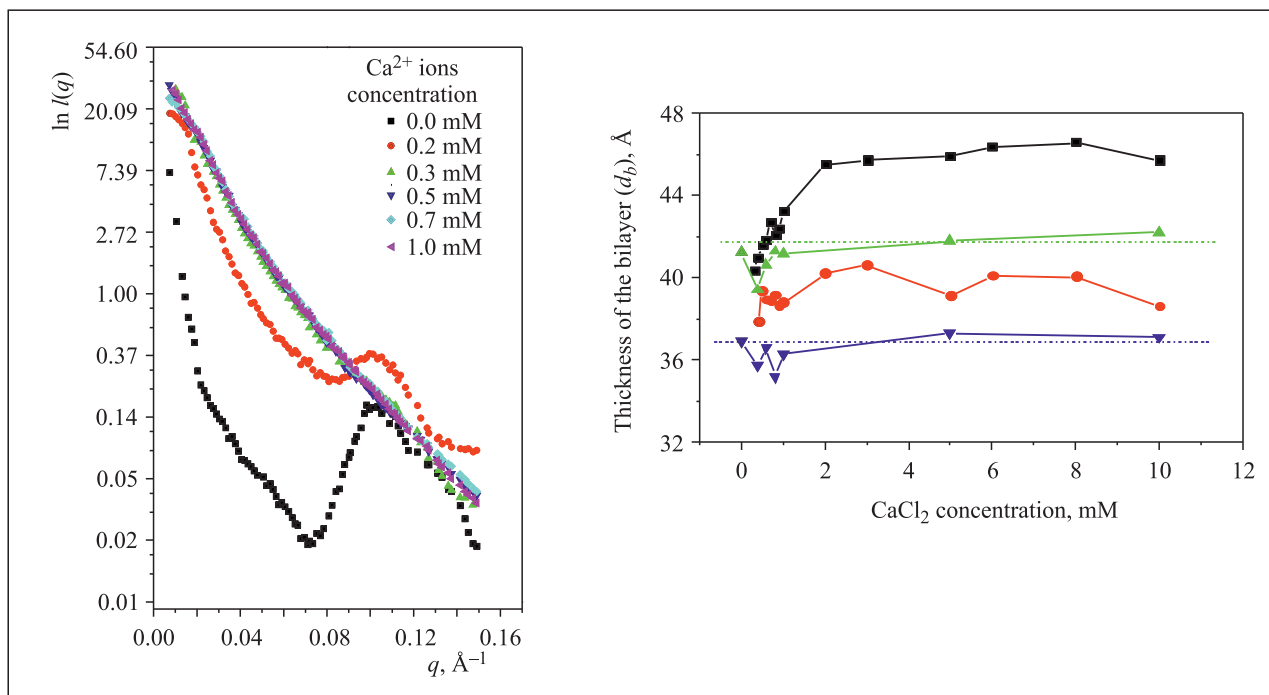 54.60
20.09
7.39
2.72
1.00
0.37
0.14
0.05
0.02
0.01
ln I(q)
Ca2+ ions
concentration
0.0 mM
0.2 mM
0.3 mM
0.5 mM
0.7 mM
1.0 mM
0.00 0.04 0.08 0.12 0.16
q, Å–1
48
44
40
36
32
Thickness of the bilayer (db), Å
0 2 4 6 8 10 12
CaCl2 concentration, mM